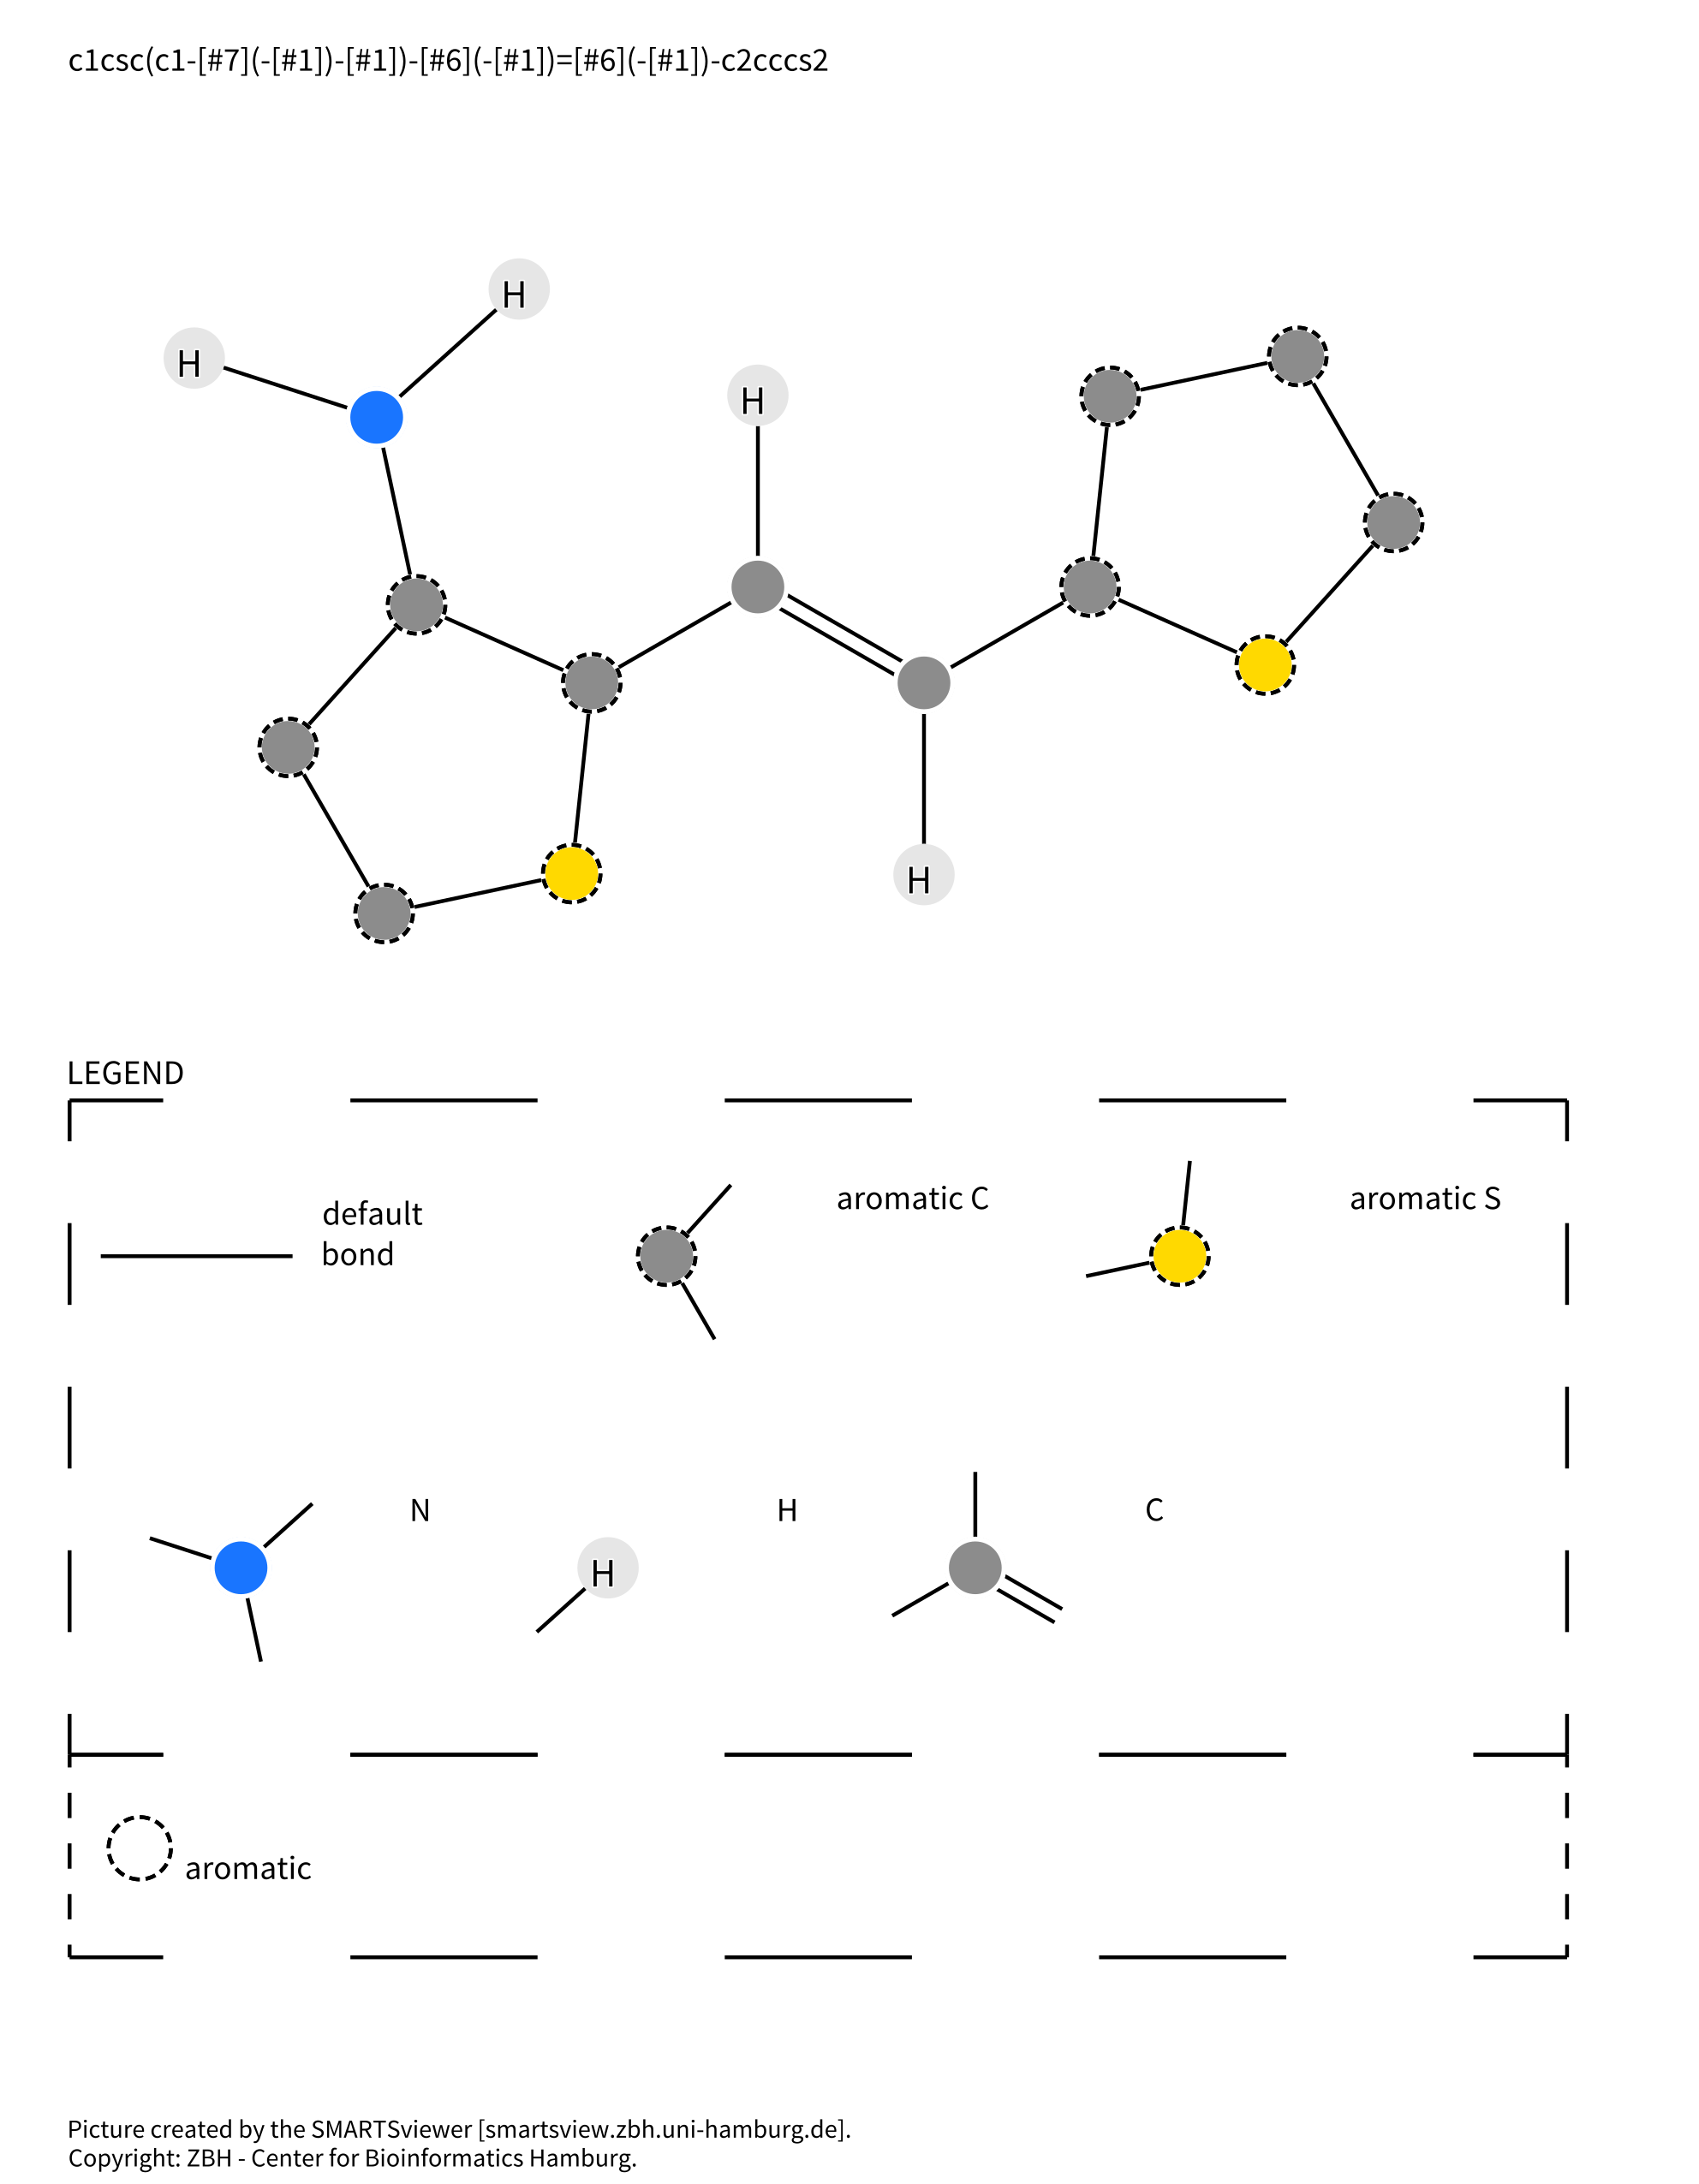 c1csc(c1-[#7](-[#1])-[#1])-[#6](-[#1])=[#6](-[#1])-c2cccs2
H
H
H
H
LEGEND
default
bond
aromatic C
aromatic S
N
H
H
C
aromatic
Picture created by the SMARTSviewer [smartsview.zbh.uni-hamburg.de].
Copyright: ZBH - Center for Bioinformatics Hamburg.